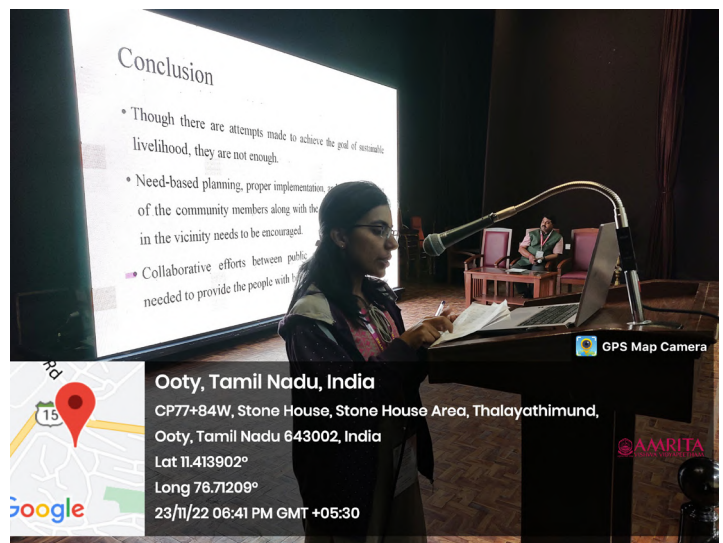 Conclusion
• Though there are attempts made to achieve the goal of sustainable
livelihood, they are not enough.
• Need-based planning, proper implementation,
of the community members along with the
in the vicinity needs to be encouraged.
• Collaborative efforts between public
needed to provide the people with
GPS Map Camera
Rd
15
Google
Ooty, Tamil Nadu, India
CP77+84W, Stone House, Stone House Area, Thalayathimund,
Ooty, Tamil Nadu 643002, India
Lat 11.413902°
Long 76.71209°
23/11/22 06:41 PM GMT +05:30
AMRITA